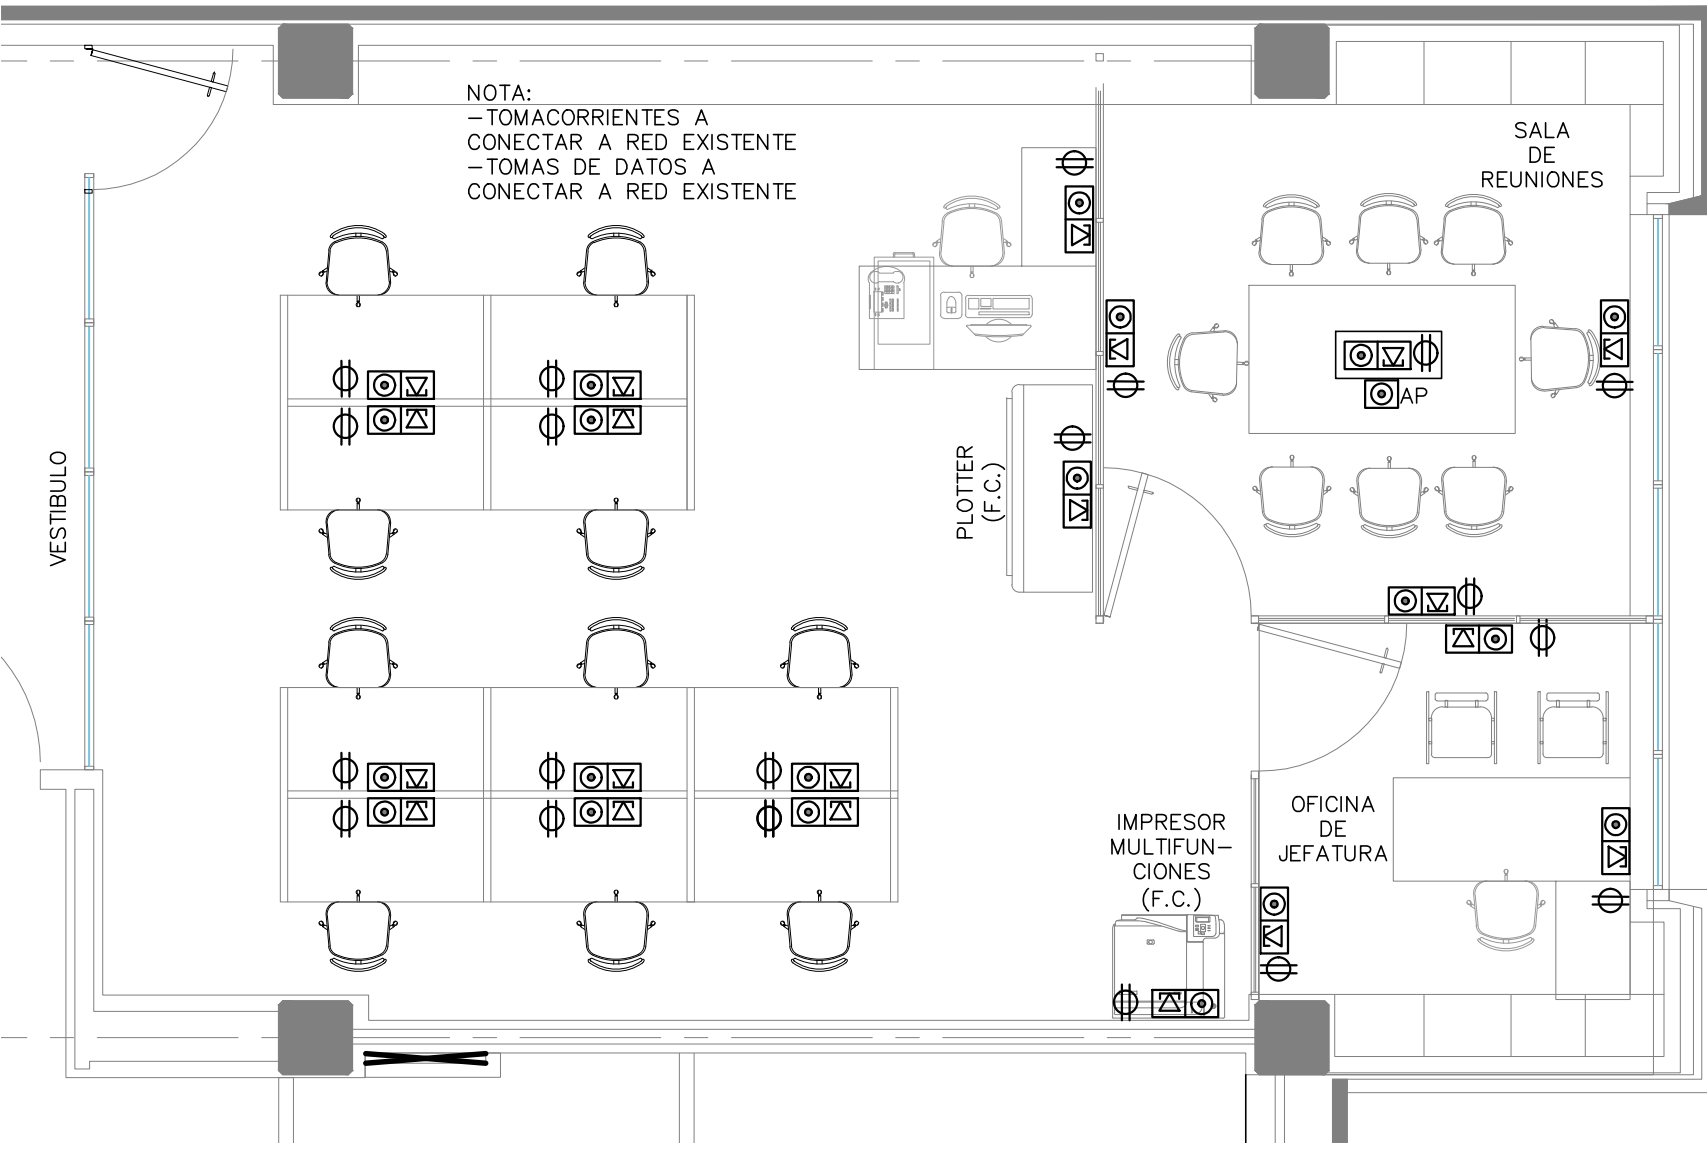 NOTA:
-TOMACORRIENTES A
CONECTAR A RED EXISTENTE
-TOMAS DE DATOS A
CONECTAR A RED EXISTENTE
SALA
DE
REUNIONES
AP
VESTIBULO
PLOTTER
(F.C.)
IMPRESOR
MULTIFUN-
CIONES
(F.C.)
OFICINA
DE
JEFATURA